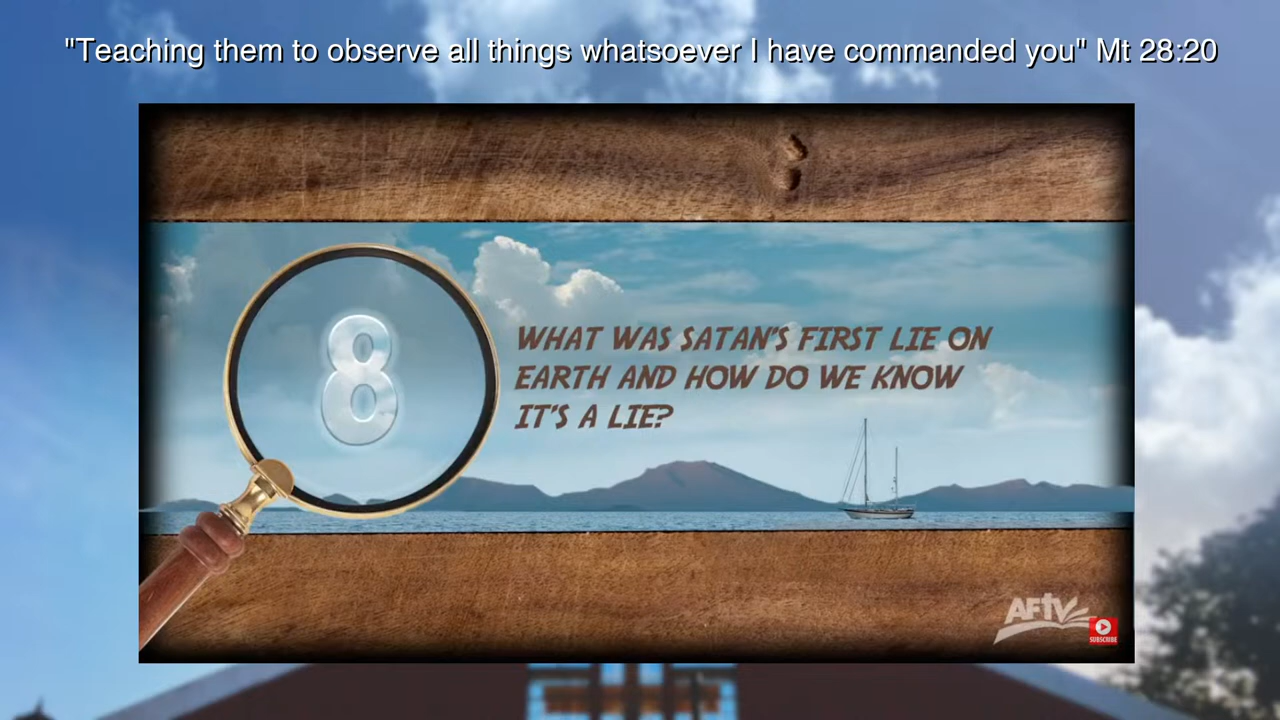 "Teaching them to observe all things whatsoever I have commanded you" Mt 28:20
8
WHAT WAS SATAN'S FIRST LIE ON
EARTH AND HOW DO WE KNOW
IT'S A LIE?
AFTV
SUBSCRIBE